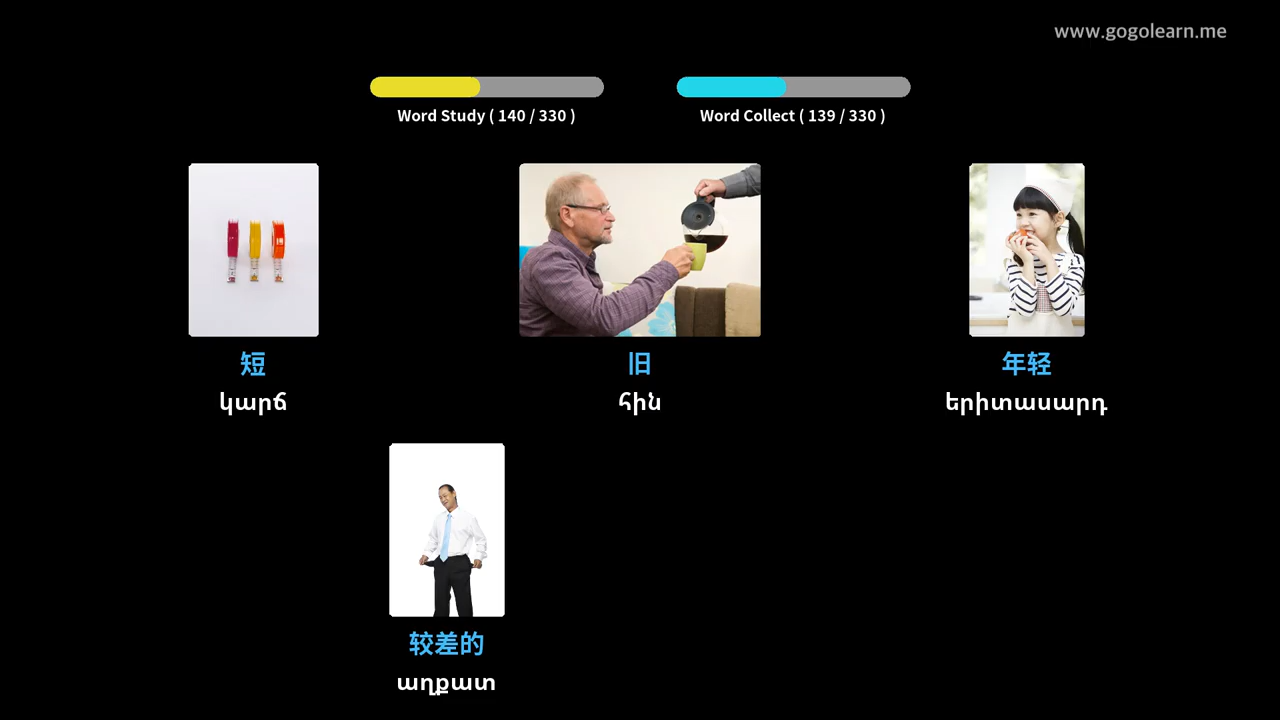 www.gogolearn.me
Word Study ( 140 / 330 )
Word Collect ( 139 / 330 )
短
կարճ
旧
հին
年轻
երիտասարդ
较差的
աղքատ